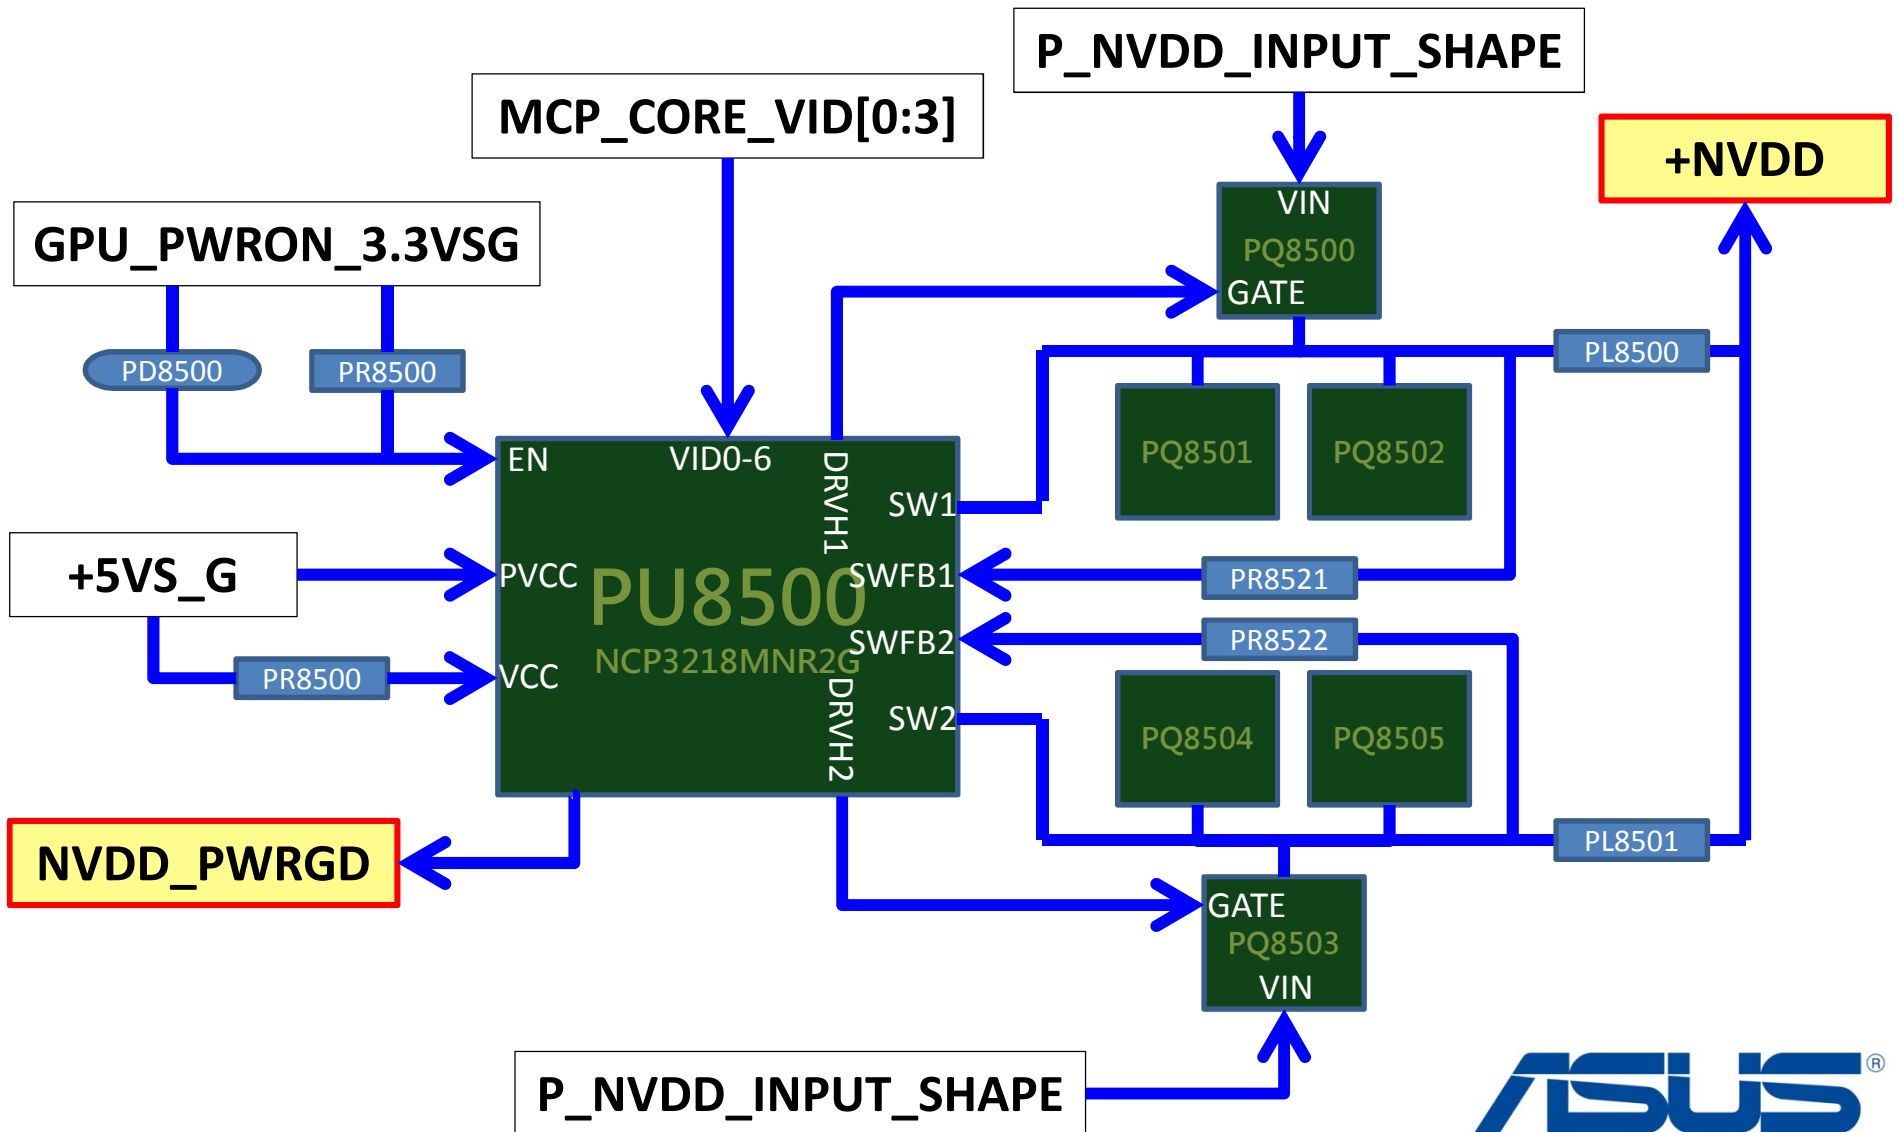 P_NVDD_INPUT_SHAPE
MCP_CORE_VID[0:3]
+NVDD
GPU_PWRON_3.3VSG
VIN
PQ8500
GATE
PD8500
PR8500
PL8500
EN
VID0-6
DRVH1
SW1
PQ8501
PQ8502
+5VS_G
PVCC
PU8500
SWFB1
PR8521
NCP3218MNR2G
SWFB2
PR8522
PR8500
VCC
DRVH2
SW2
PQ8504
PQ8505
NVDD_PWRGD
PL8501
GATE
PQ8503
VIN
P_NVDD_INPUT_SHAPE
ASUS®